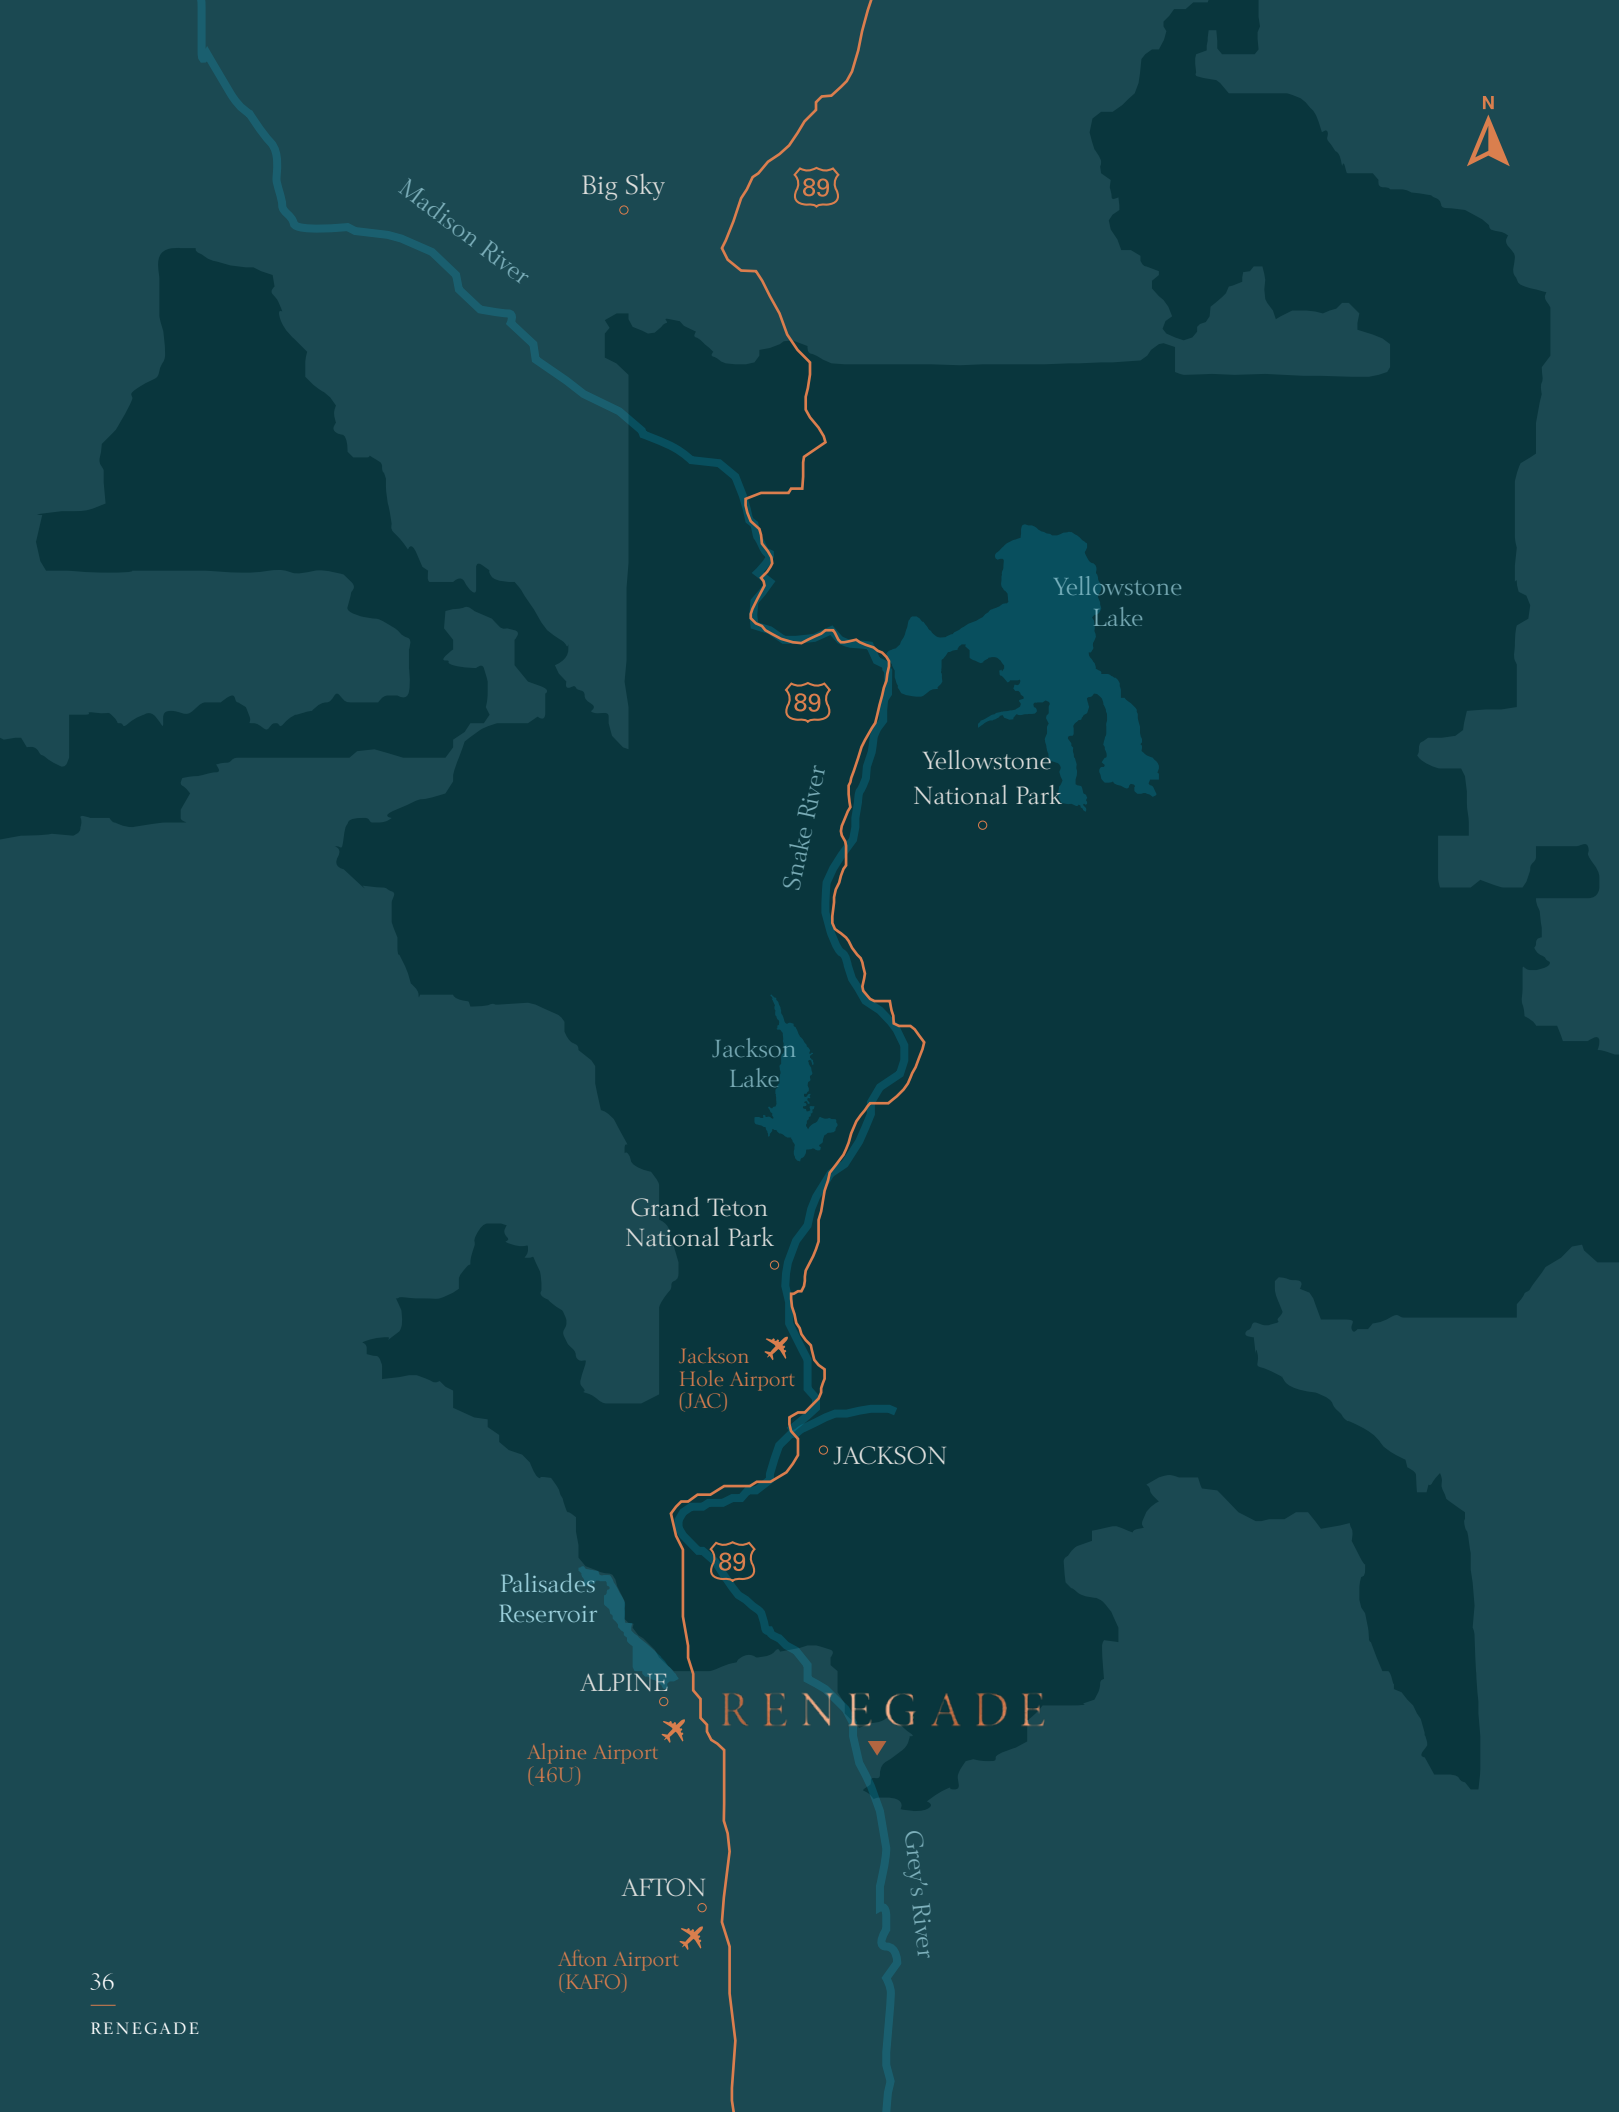 N
Big Sky
89
Madison River
Yellowstone
Lake
89
Yellowstone
National Park
Snake River
Jackson
Lake
Grand Teton
National Park
Jackson
Hole Airport
(JAC)
JACKSON
89
Palisades
Reservoir
ALPINE
RENEGADE
Alpine Airport
(46U)
Grey's River
AFTON
Afton Airport
(KAFO)
36
RENEGADE